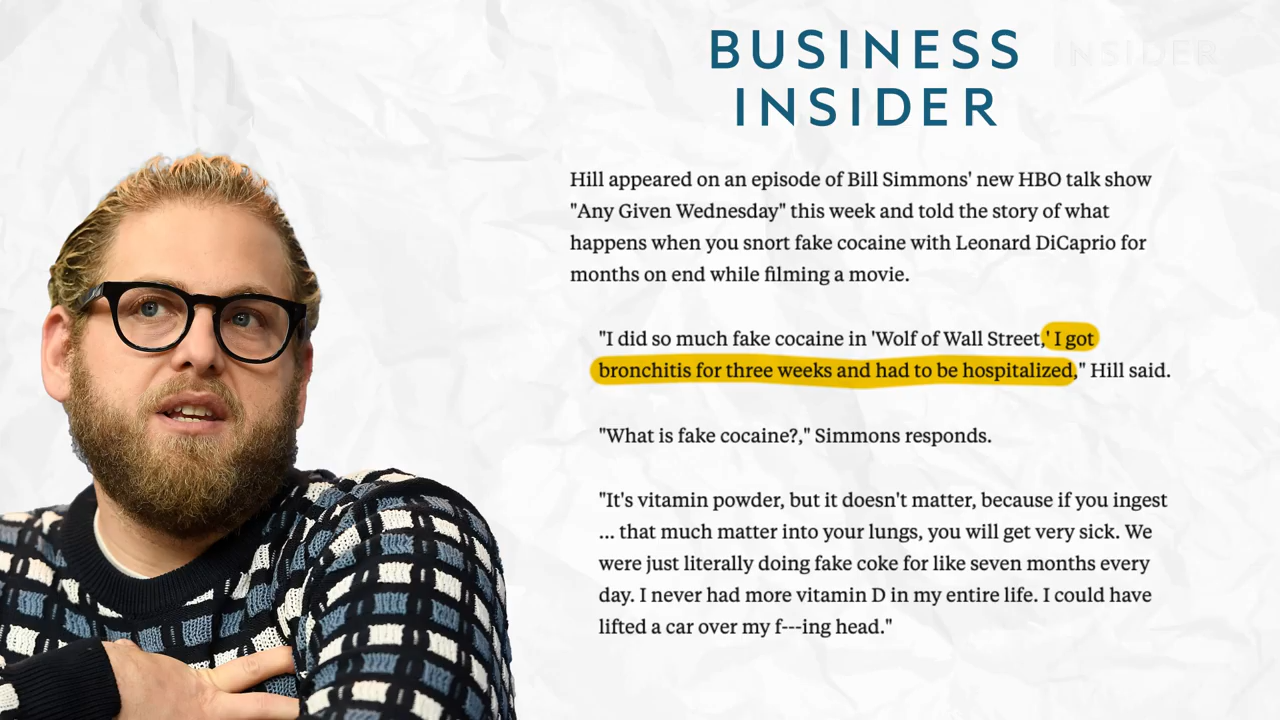 BUSINESS
INSIDER
INSIDER
Hill appeared on an episode of Bill Simmons' new HBO talk show
"Any Given Wednesday" this week and told the story of what
happens when you snort fake cocaine with Leonard DiCaprio for
months on end while filming a movie.
"I did so much fake cocaine in 'Wolf of Wall Street,' I got
bronchitis for three weeks and had to be hospitalized," Hill said.
"What is fake cocaine?," Simmons responds.
"It's vitamin powder, but it doesn't matter, because if you ingest
... that much matter into your lungs, you will get very sick. We
were just literally doing fake coke for like seven months every
day. I never had more vitamin D in my entire life. I could have
lifted a car over my f---ing head."